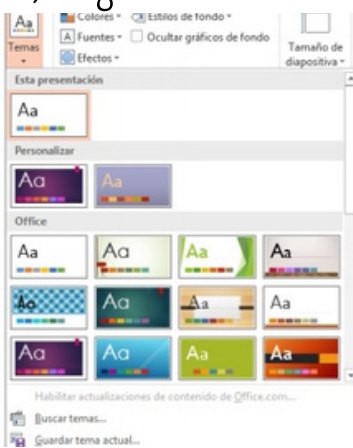 Aa Colores Estilos de fondo
Temas A Fuentes Ocultar gráficos de fondo
Efectos Tamaño de diapositiva
Esta presentación
Aa
Personalizar
Aa Aa
Office
Aa Aa Aa Aa
Aa Aa Aa Aa
Aa Aa Aa Aa
Habilitar actualizaciones de contenido de Office.com...
Buscar temas...
Guardar tema actual...